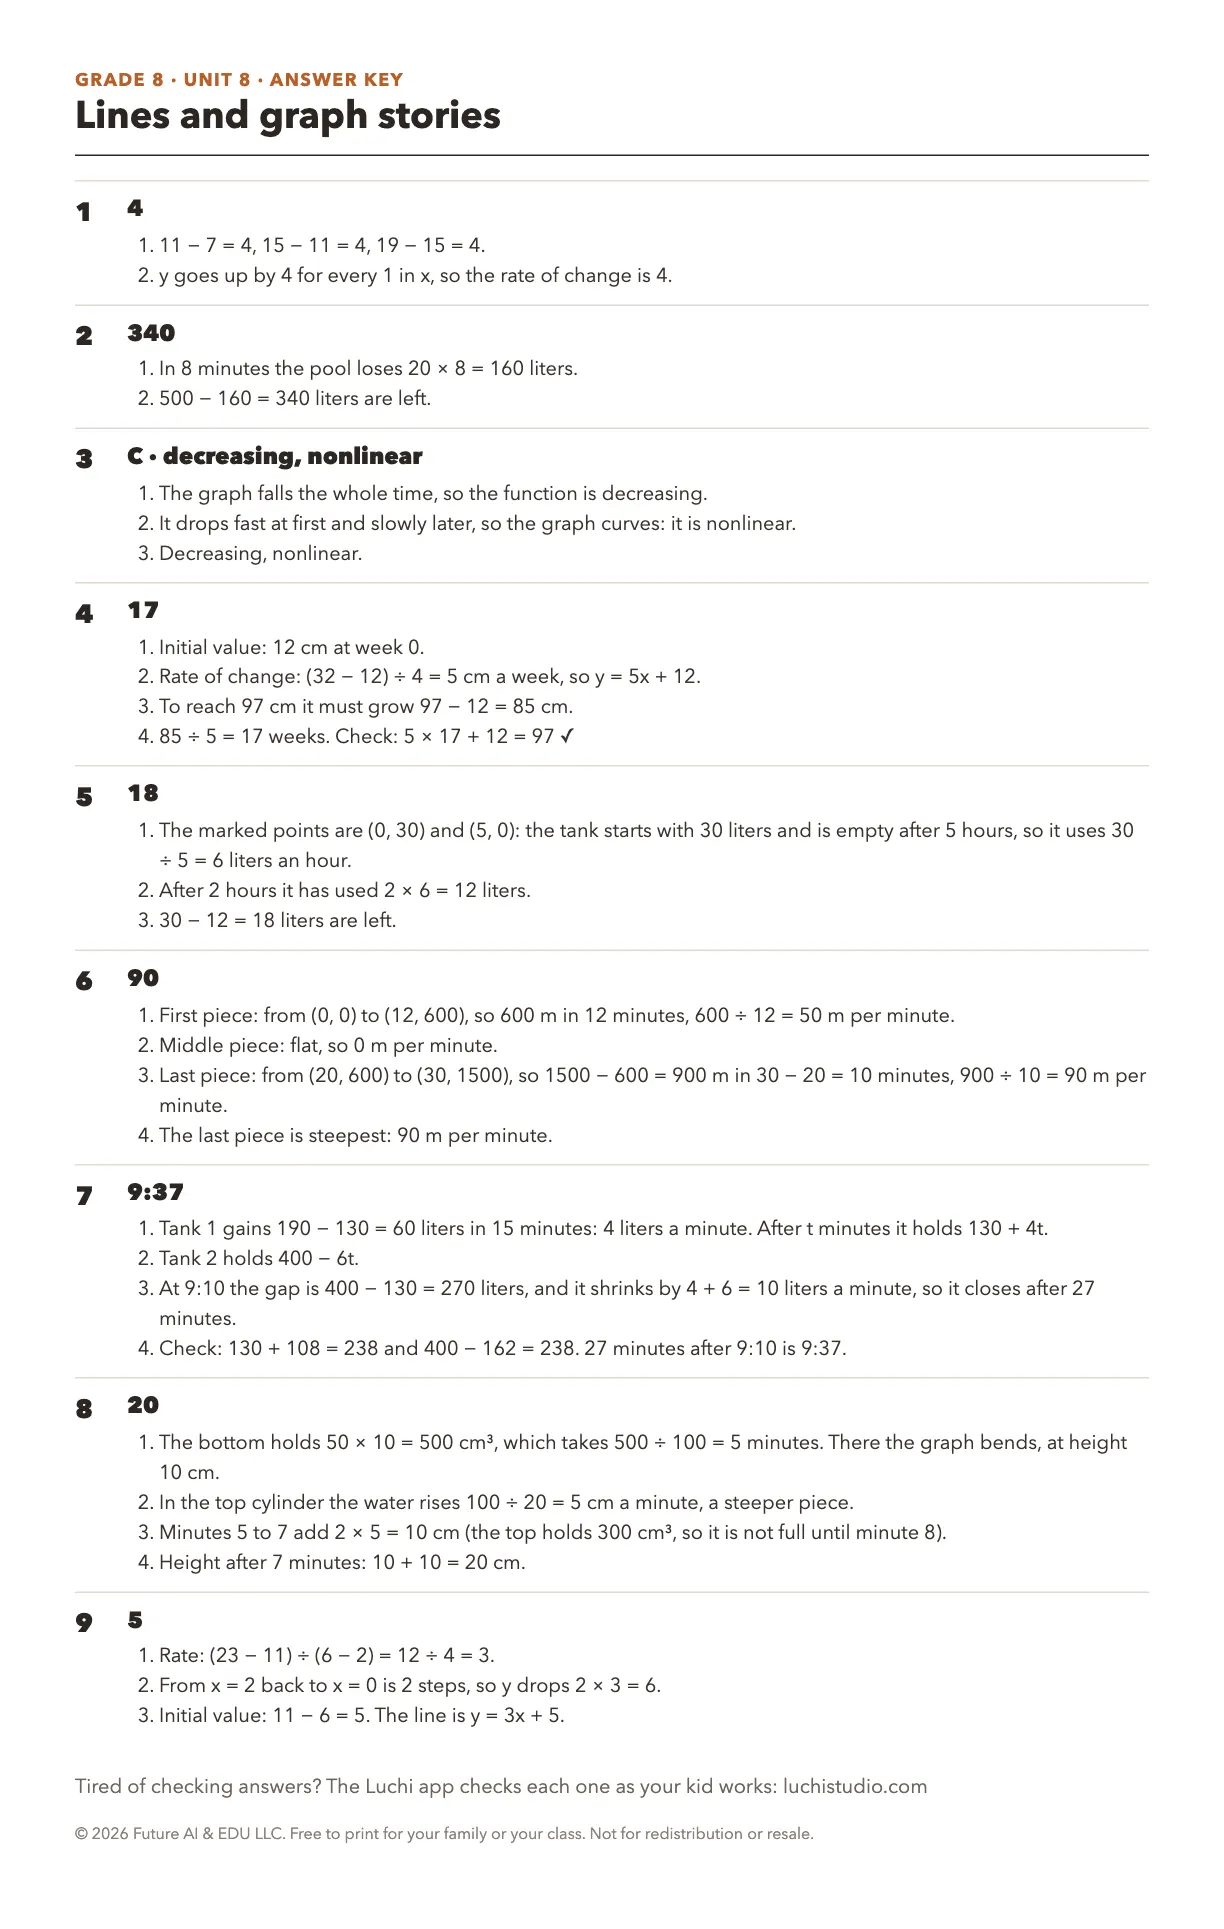 GRADE 8 · UNIT 8 · ANSWER KEY
Lines and graph stories
1 4
1. 11 − 7 = 4, 15 − 11 = 4, 19 − 15 = 4.
2. y goes up by 4 for every 1 in x, so the rate of change is 4.
2 340
1. In 8 minutes the pool loses 20 × 8 = 160 liters.
2. 500 − 160 = 340 liters are left.
3 C · decreasing, nonlinear
1. The graph falls the whole time, so the function is decreasing.
2. It drops fast at first and slowly later, so the graph curves: it is nonlinear.
3. Decreasing, nonlinear.
4 17
1. Initial value: 12 cm at week 0.
2. Rate of change: (32 − 12) ÷ 4 = 5 cm a week, so y = 5x + 12.
3. To reach 97 cm it must grow 97 − 12 = 85 cm.
4. 85 ÷ 5 = 17 weeks. Check: 5 × 17 + 12 = 97 ✓
5 18
1. The marked points are (0, 30) and (5, 0): the tank starts with 30 liters and is empty after 5 hours, so it uses 30
÷ 5 = 6 liters an hour.
2. After 2 hours it has used 2 × 6 = 12 liters.
3. 30 − 12 = 18 liters are left.
6 90
1. First piece: from (0, 0) to (12, 600), so 600 m in 12 minutes, 600 ÷ 12 = 50 m per minute.
2. Middle piece: flat, so 0 m per minute.
3. Last piece: from (20, 600) to (30, 1500), so 1500 − 600 = 900 m in 30 − 20 = 10 minutes, 900 ÷ 10 = 90 m per
minute.
4. The last piece is steepest: 90 m per minute.
7 9:37
1. Tank 1 gains 190 − 130 = 60 liters in 15 minutes: 4 liters a minute. After t minutes it holds 130 + 4t.
2. Tank 2 holds 400 − 6t.
3. At 9:10 the gap is 400 − 130 = 270 liters, and it shrinks by 4 + 6 = 10 liters a minute, so it closes after 27
minutes.
4. Check: 130 + 108 = 238 and 400 − 162 = 238. 27 minutes after 9:10 is 9:37.
8 20
1. The bottom holds 50 × 10 = 500 cm³, which takes 500 ÷ 100 = 5 minutes. There the graph bends, at height
10 cm.
2. In the top cylinder the water rises 100 ÷ 20 = 5 cm a minute, a steeper piece.
3. Minutes 5 to 7 add 2 × 5 = 10 cm (the top holds 300 cm³, so it is not full until minute 8).
4. Height after 7 minutes: 10 + 10 = 20 cm.
9 5
1. Rate: (23 − 11) ÷ (6 − 2) = 12 ÷ 4 = 3.
2. From x = 2 back to x = 0 is 2 steps, so y drops 2 × 3 = 6.
3. Initial value: 11 − 6 = 5. The line is y = 3x + 5.
Tired of checking answers? The Luchi app checks each one as your kid works: luchistudio.com
© 2026 Future AI & EDU LLC. Free to print for your family or your class. Not for redistribution or resale.